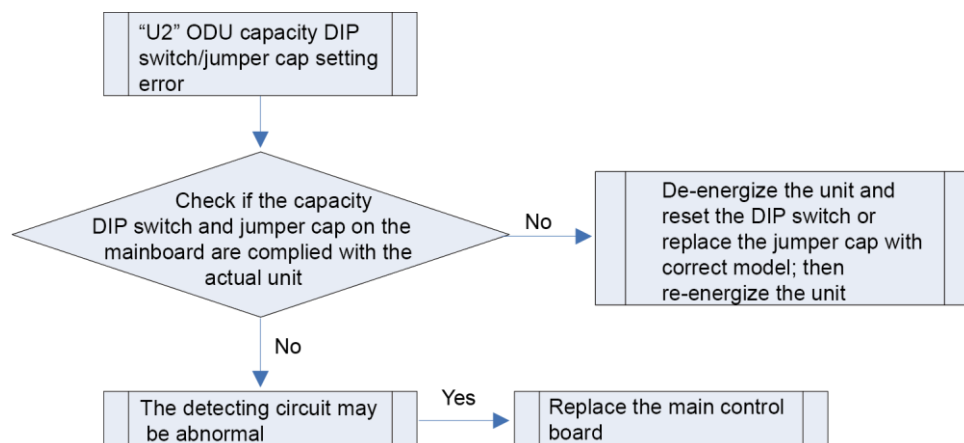 “U2” ODU capacity DIP
switch/jumper cap setting
error
Check if the capacity
DIP switch and jumper cap on the
mainboard are complied with the
actual unit
No
De-energize the unit and
reset the DIP switch or
replace the jumper cap with
correct model; then
re-energize the unit
No
The detecting circuit may
be abnormal
Yes
Replace the main control
board